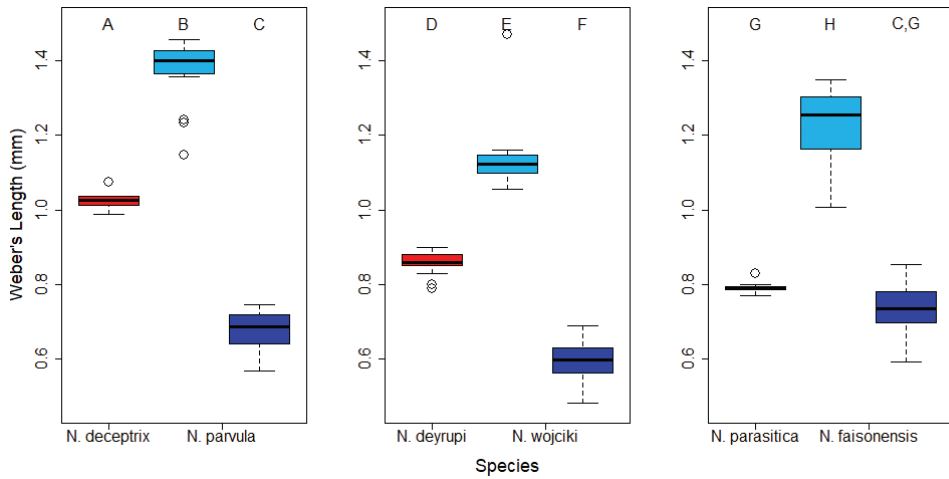 A B C
D E F
G H C,G
Weber's Length (mm)
0.6 0.8 1.0 1.2 1.4
0.6 0.8 1.0 1.2 1.4
0.6 0.8 1.0 1.2 1.4
N. deceptrix N. parvula
N. deyrupi N. wojciki
N. parasitica N. faisonensis
Species